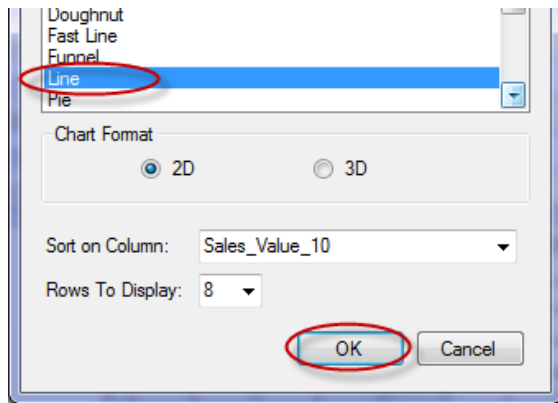 Doughnut
Fast Line
Funnel
Line
Pie
Chart Format
2D 3D
Sort on Column: Sales_Value_10
Rows To Display: 8
OK Cancel